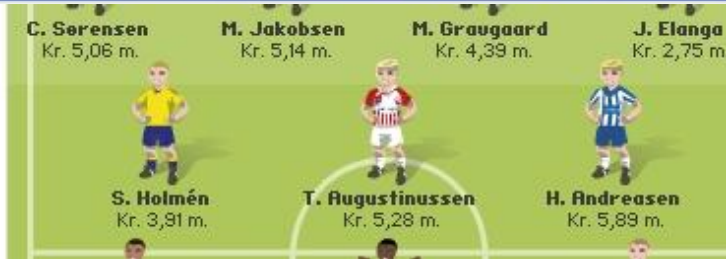 C. Sørensen M. Jakobsen M. Gravgaard J. Elanga
Kr. 5,06 m. Kr. 5,14 m. Kr. 4,39 m. Kr. 2,75 m
S. Holmén T. Augustinussen H. Andreasen
Kr. 3,91 m. Kr. 5,28 m. Kr. 5,89 m.